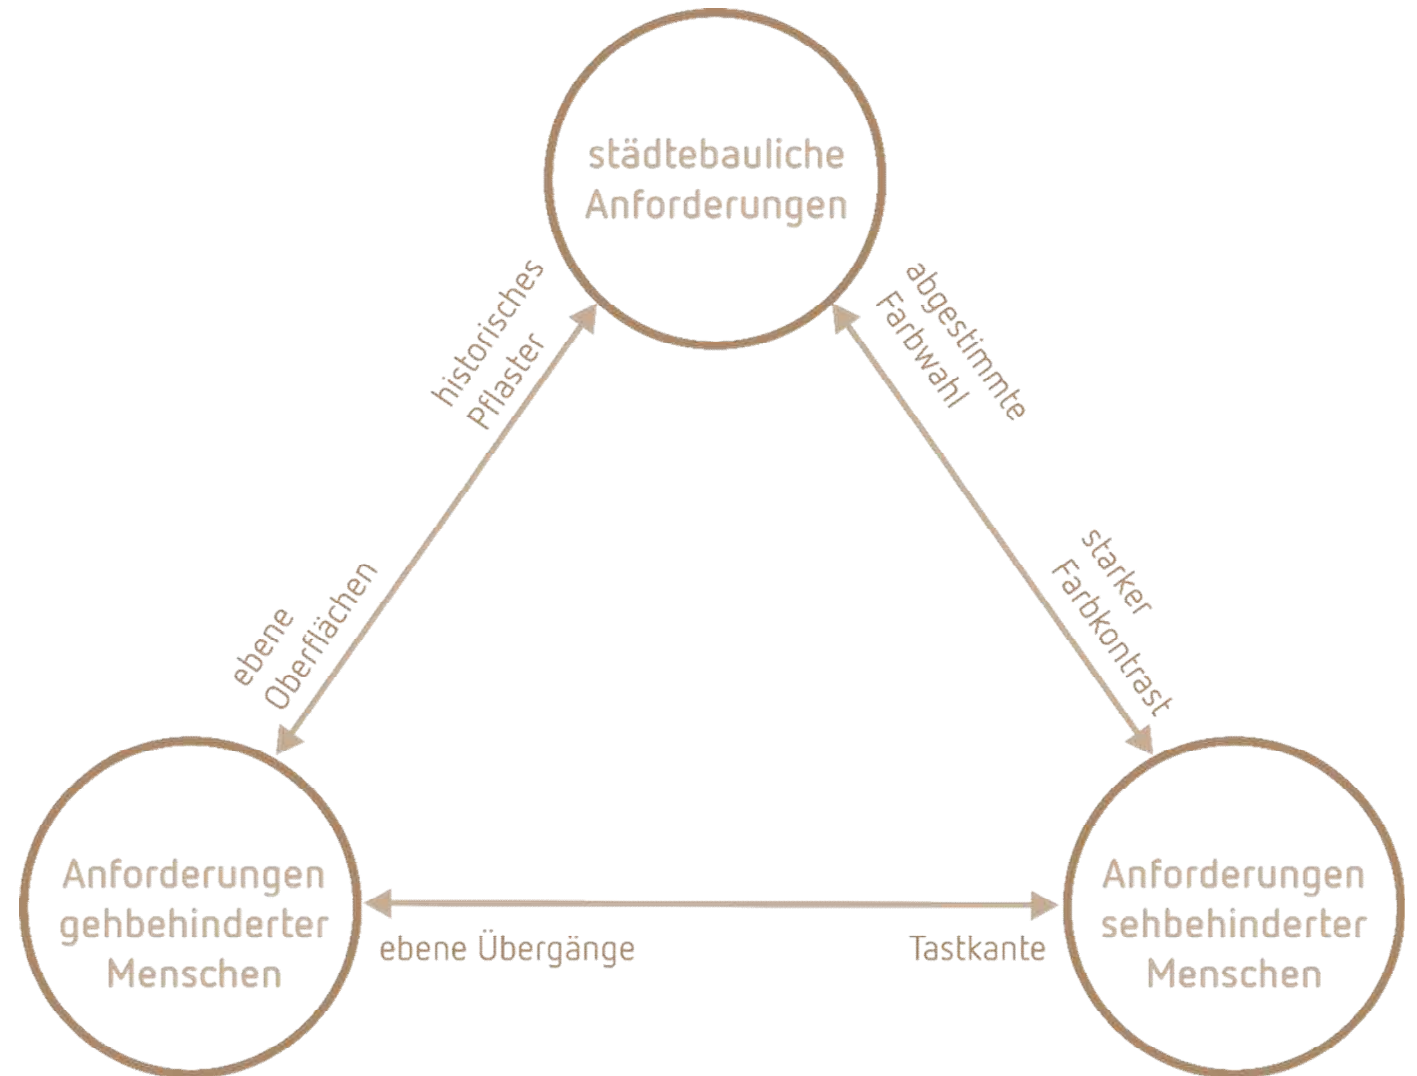 städtebauliche
Anforderungen
historisches
Pflaster
abgestimmte
Farbwahl
ebene
Oberflächen
starker
Farbkontrast
Anforderungen
gehbehinderter
Menschen
ebene Übergänge
Tastkante
Anforderungen
sehbehinderter
Menschen